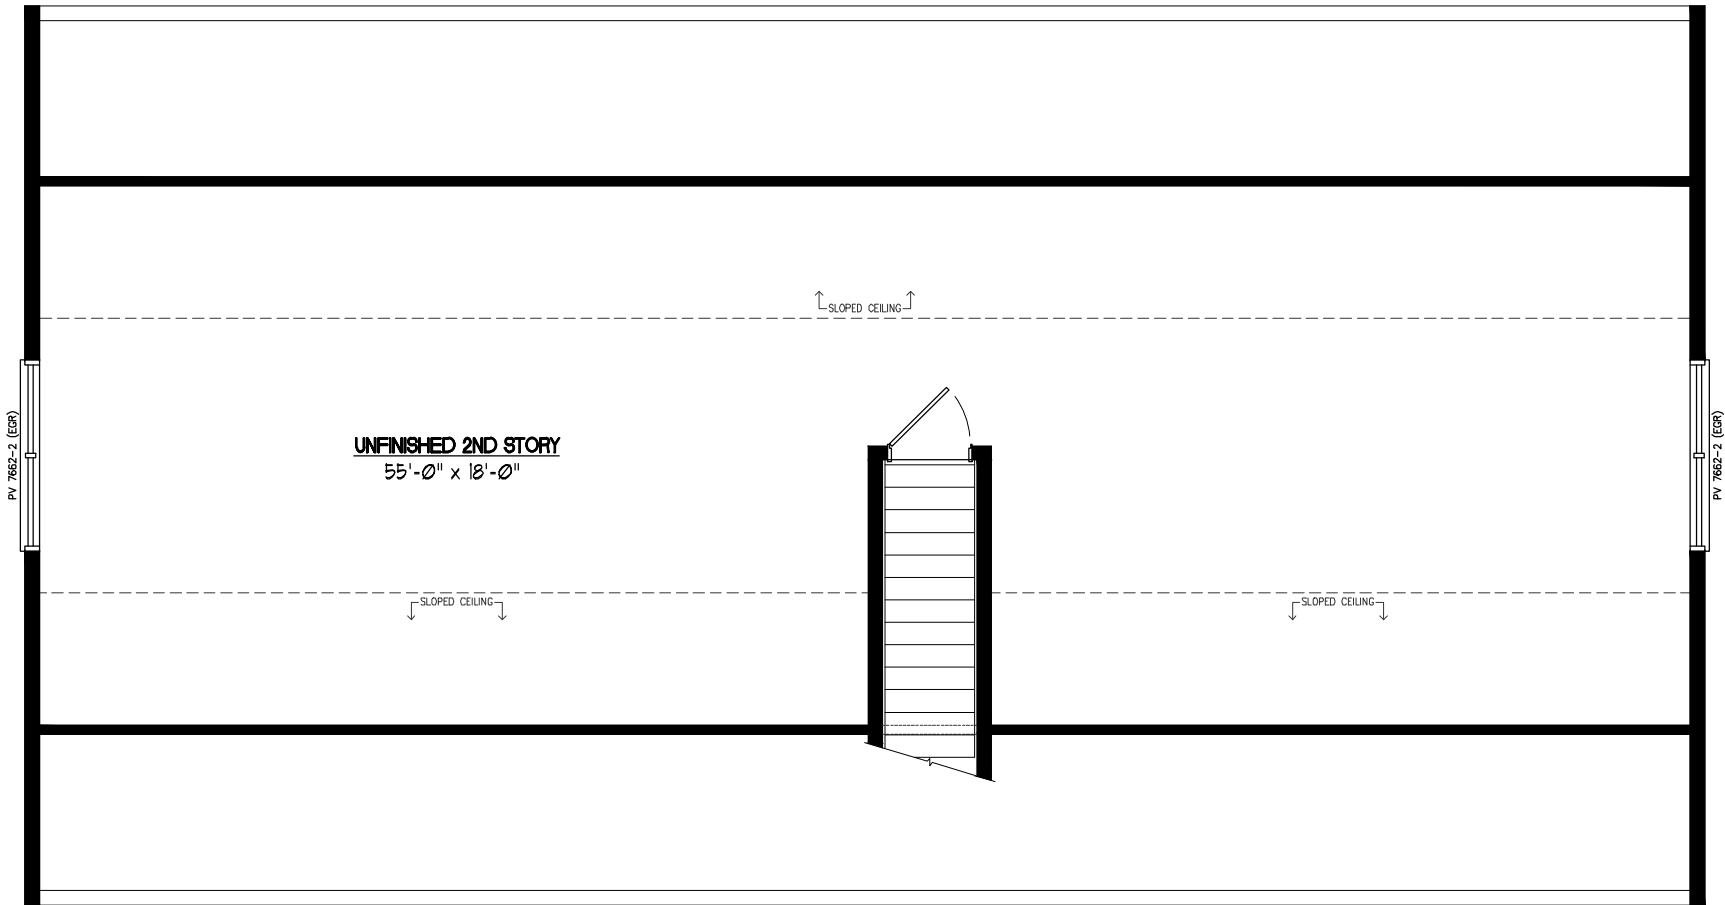 SLOPED CEILING
PV 7662-2 (EGR)
UNFINISHED 2ND STORY
55'-0" x 18'-0"
PV 7662-2 (EGR)
SLOPED CEILING
SLOPED CEILING